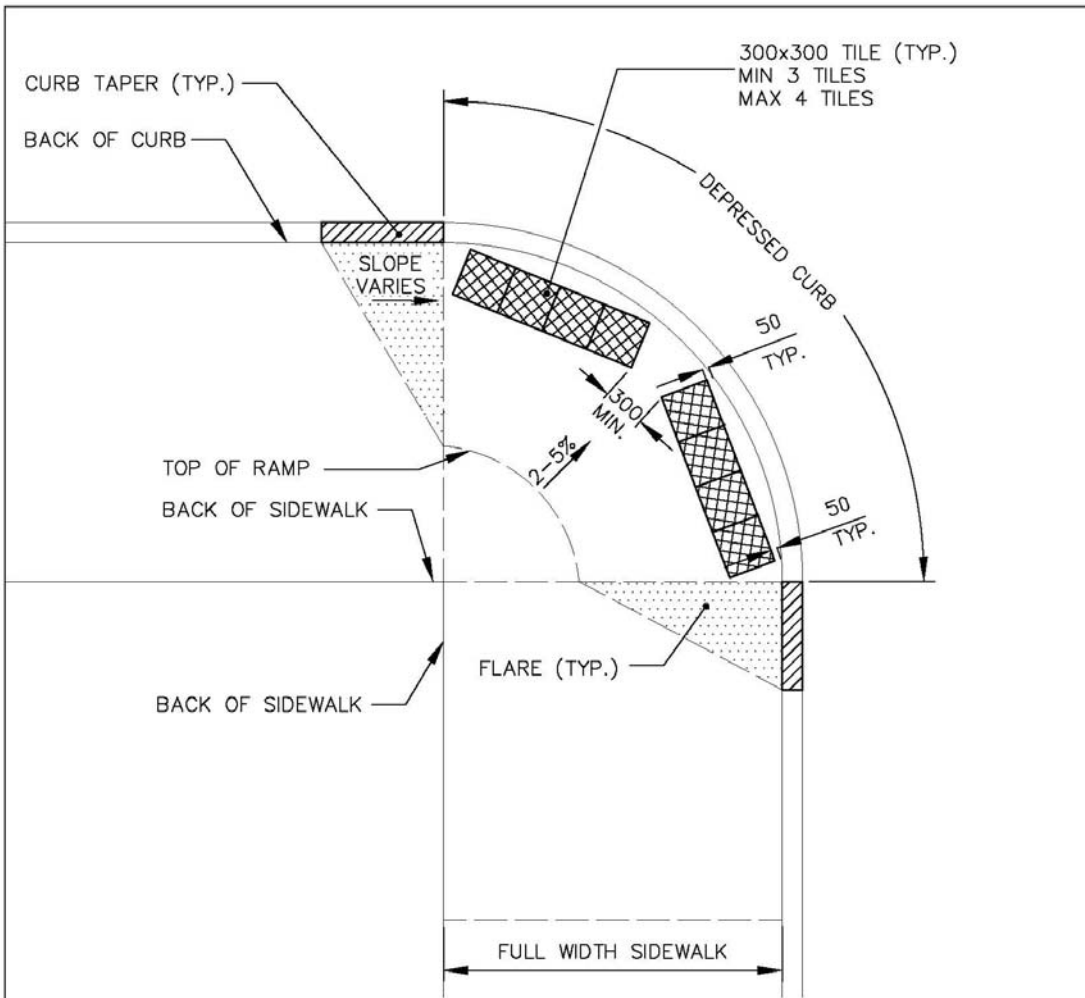 300x300 TILE (TYP.)
MIN 3 TILES
MAX 4 TILES
CURB TAPER (TYP.)
BACK OF CURB
DEPRESSED CURB
SLOPE
VARIES
50
TYP.
300
MIN.
2-5%
TOP OF RAMP
BACK OF SIDEWALK
50
TYP.
FLARE (TYP.)
BACK OF SIDEWALK
FULL WIDTH SIDEWALK